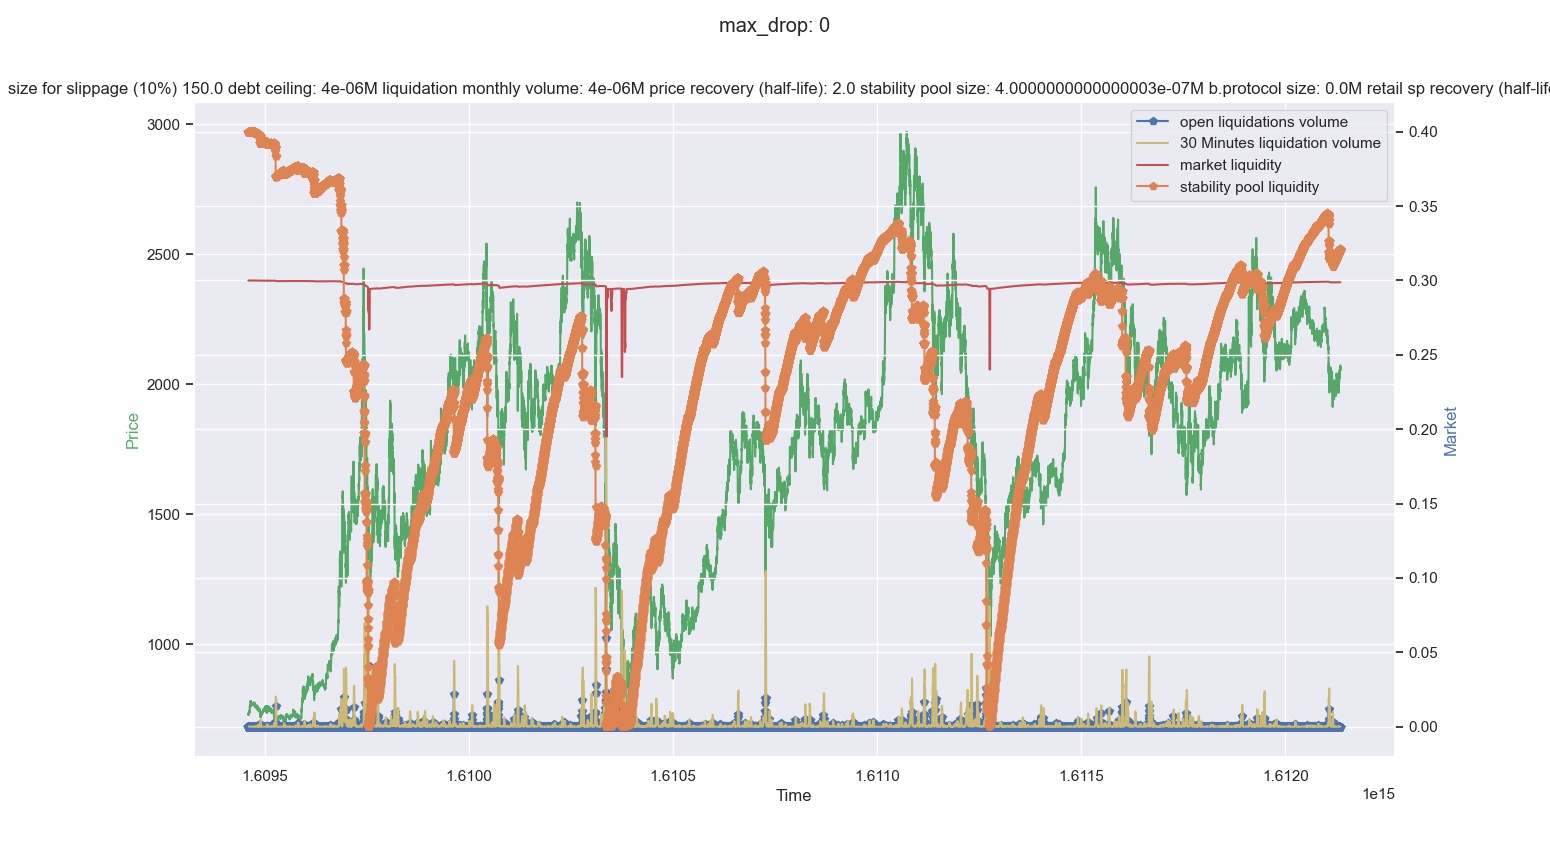 max_drop: 0
size for slippage (10%) 150.0 debt ceiling: 4e-06M liquidation monthly volume: 4e-06M price recovery (half-life): 2.0 stability pool size: 4.0000000000000003e-07M b.protocol size: 0.0M retail sp recovery (half-life
open liquidations volume
30 Minutes liquidation volume
market liquidity
stability pool liquidity
3000
2500
2000
1500
1000
Price
0.40
0.35
0.30
0.25
0.20
0.15
0.10
0.05
0.00
Market
1.6095 1.6100 1.6105 1.6110 1.6115 1.6120
1e15
Time